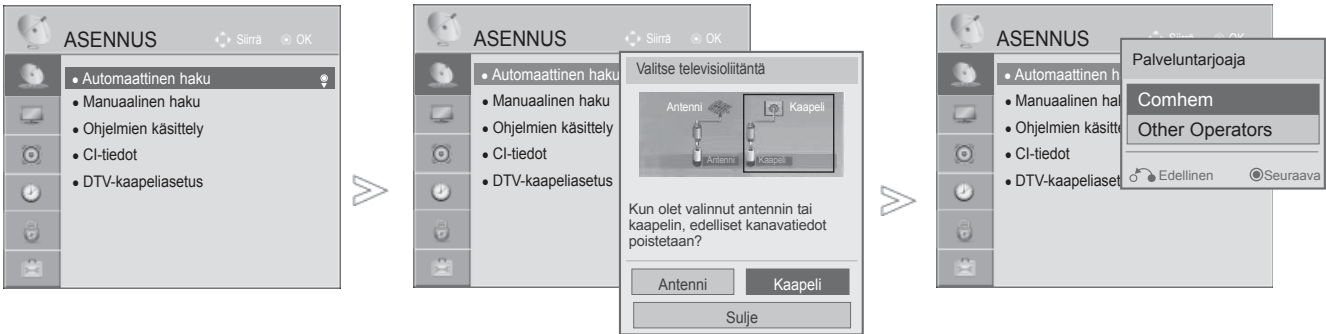 ASENNUS
Siirrä OK
• Automaattinen haku
• Manuaalinen haku
• Ohjelmien käsittely
• CI-tiedot
• DTV-kaapeliasetus
ASENNUS
Siirrä OK
• Automaattinen haku
• Manuaalinen haku
• Ohjelmien käsittely
• CI-tiedot
• DTV-kaapeliasetus
Valitse televisioliitäntä
Antenni
Kaapeli
Antenni
Kaapeli
Kun olet valinnut antennin tai
kaapelin, edelliset kanavatiedot
poistetaan?
Antenni
Kaapeli
Sulje
ASENNUS
Siirrä OK
• Automaattinen h
• Manuaalinen hal
• Ohjelmien käsitte
• CI-tiedot
• DTV-kaapeliaset
Palveluntarjoaja
Comhem
Other Operators
Edellinen
Seuraava